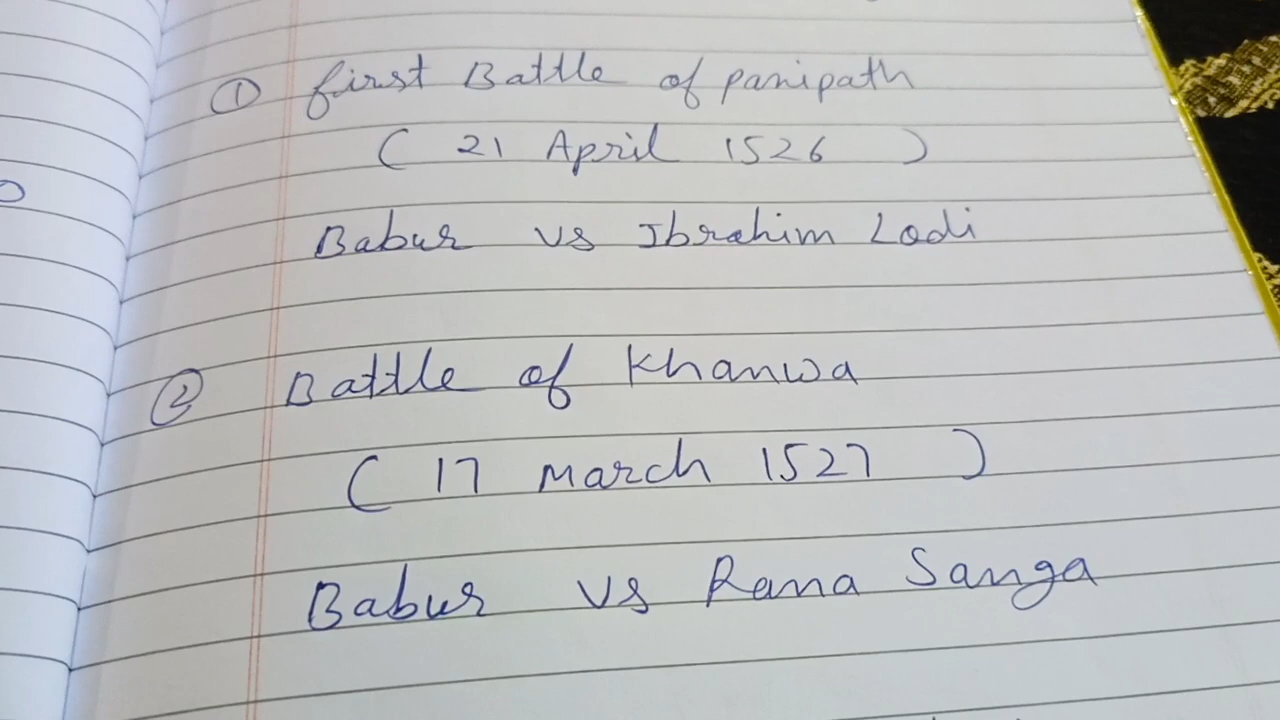 ① first Battle of panipath
( 21 April 1526 )
Babur vs Ibrahim Lodi
② Battle of Khanwa
( 17 March 1527 )
Babur vs Rana Sanga